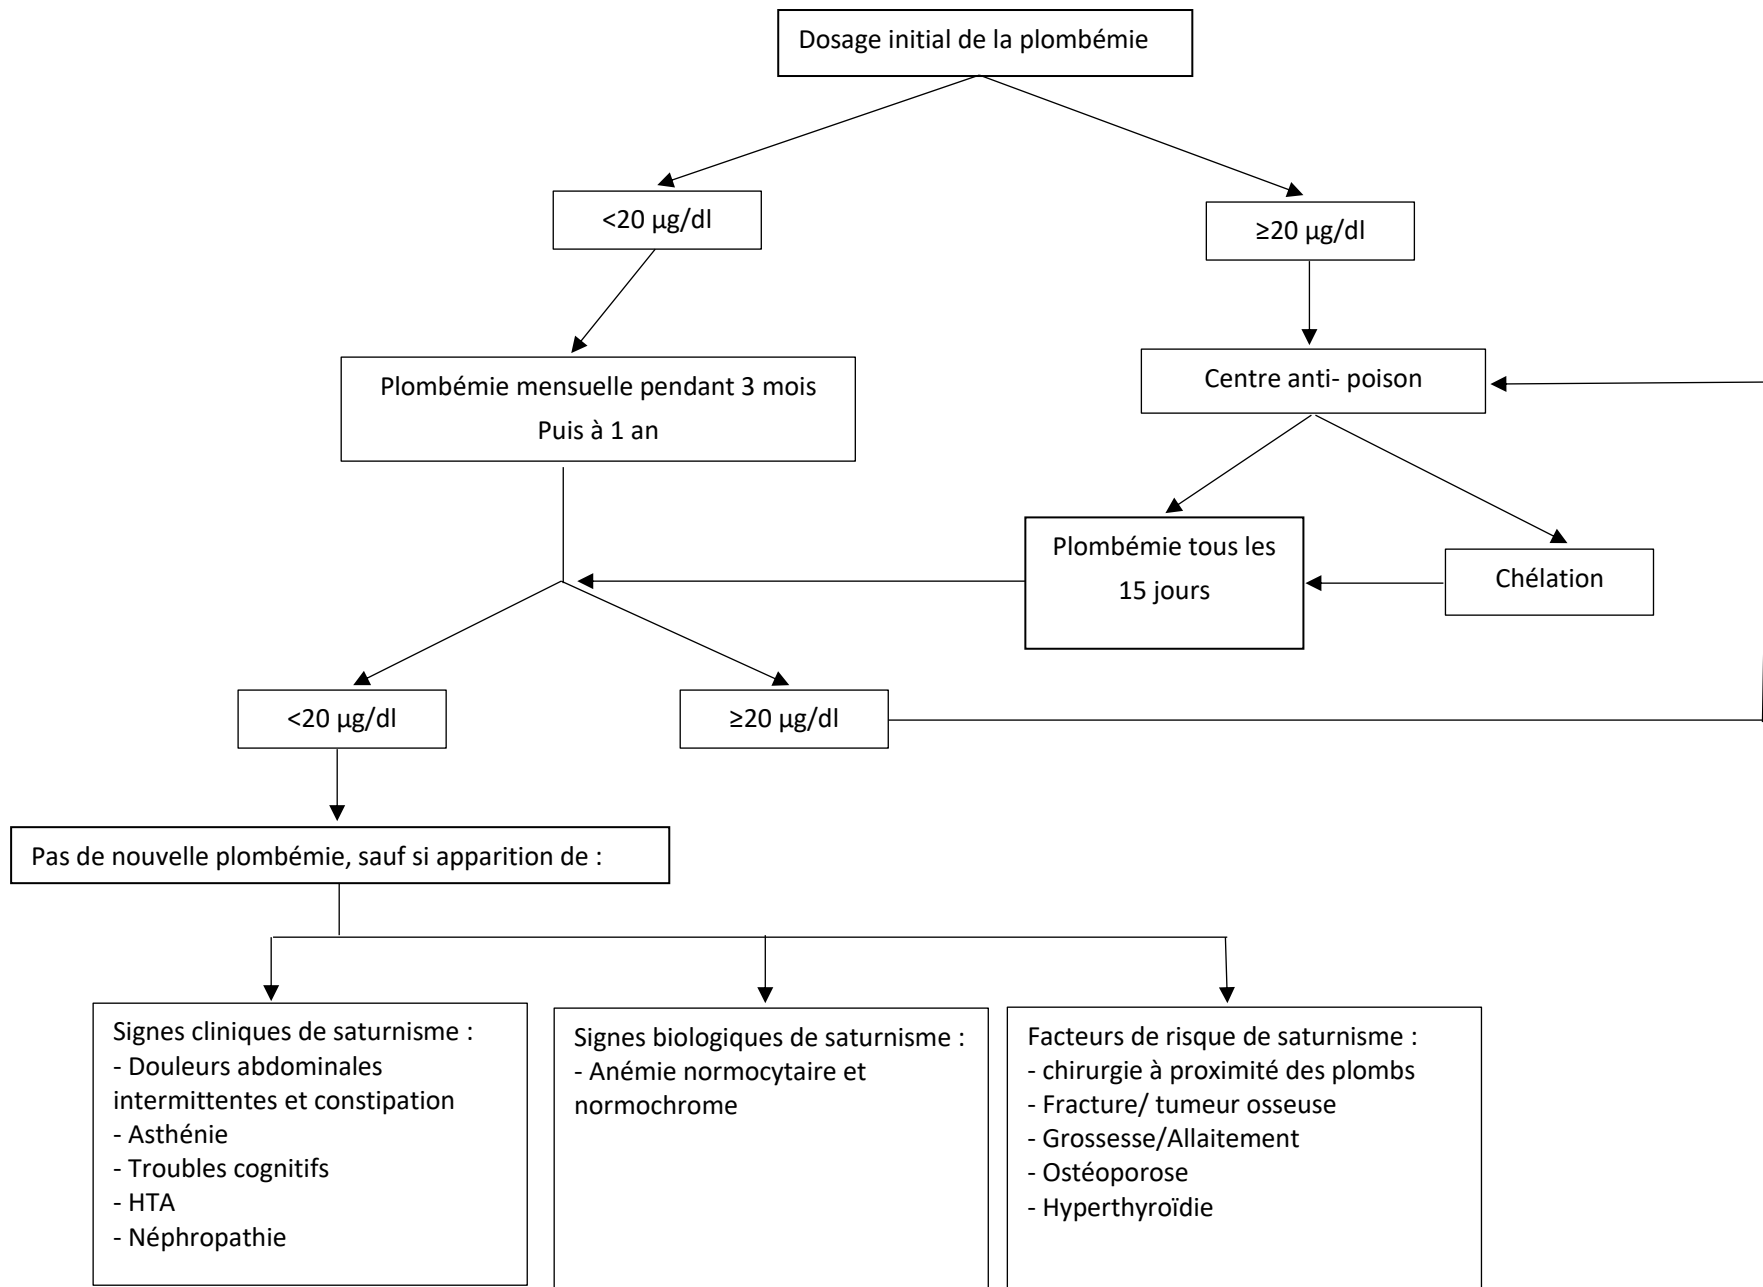 Dosage initial de la plombémie
<20 µg/dl
≥20 µg/dl
Plombémie mensuelle pendant 3 mois
Puis à 1 an
Centre anti- poison
Plombémie tous les
15 jours
Chélation
<20 µg/dl
≥20 µg/dl
Pas de nouvelle plombémie, sauf si apparition de :
Signes cliniques de saturnisme :
- Douleurs abdominales
intermittentes et constipation
- Asthénie
- Troubles cognitifs
- HTA
- Néphropathie
Signes biologiques de saturnisme :
- Anémie normocytaire et
normochrome
Facteurs de risque de saturnisme :
- chirurgie à proximité des plombs
- Fracture/ tumeur osseuse
- Grossesse/Allaitement
- Ostéoporose
- Hyperthyroïdie